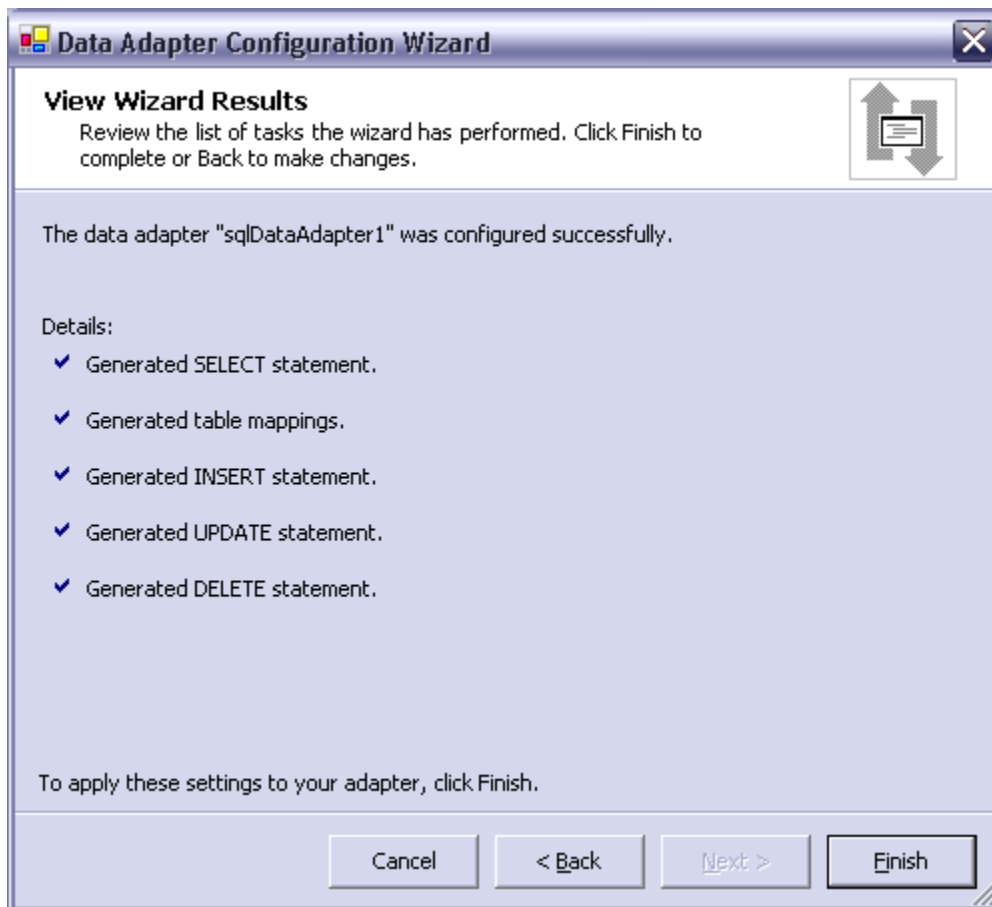 Data Adapter Configuration Wizard
View Wizard Results
Review the list of tasks the wizard has performed. Click Finish to
complete or Back to make changes.
The data adapter "sqlDataAdapter1" was configured successfully.
Details:
Generated SELECT statement.
Generated table mappings.
Generated INSERT statement.
Generated UPDATE statement.
Generated DELETE statement.
To apply these settings to your adapter, click Finish.
Cancel
< Back
Next >
Finish